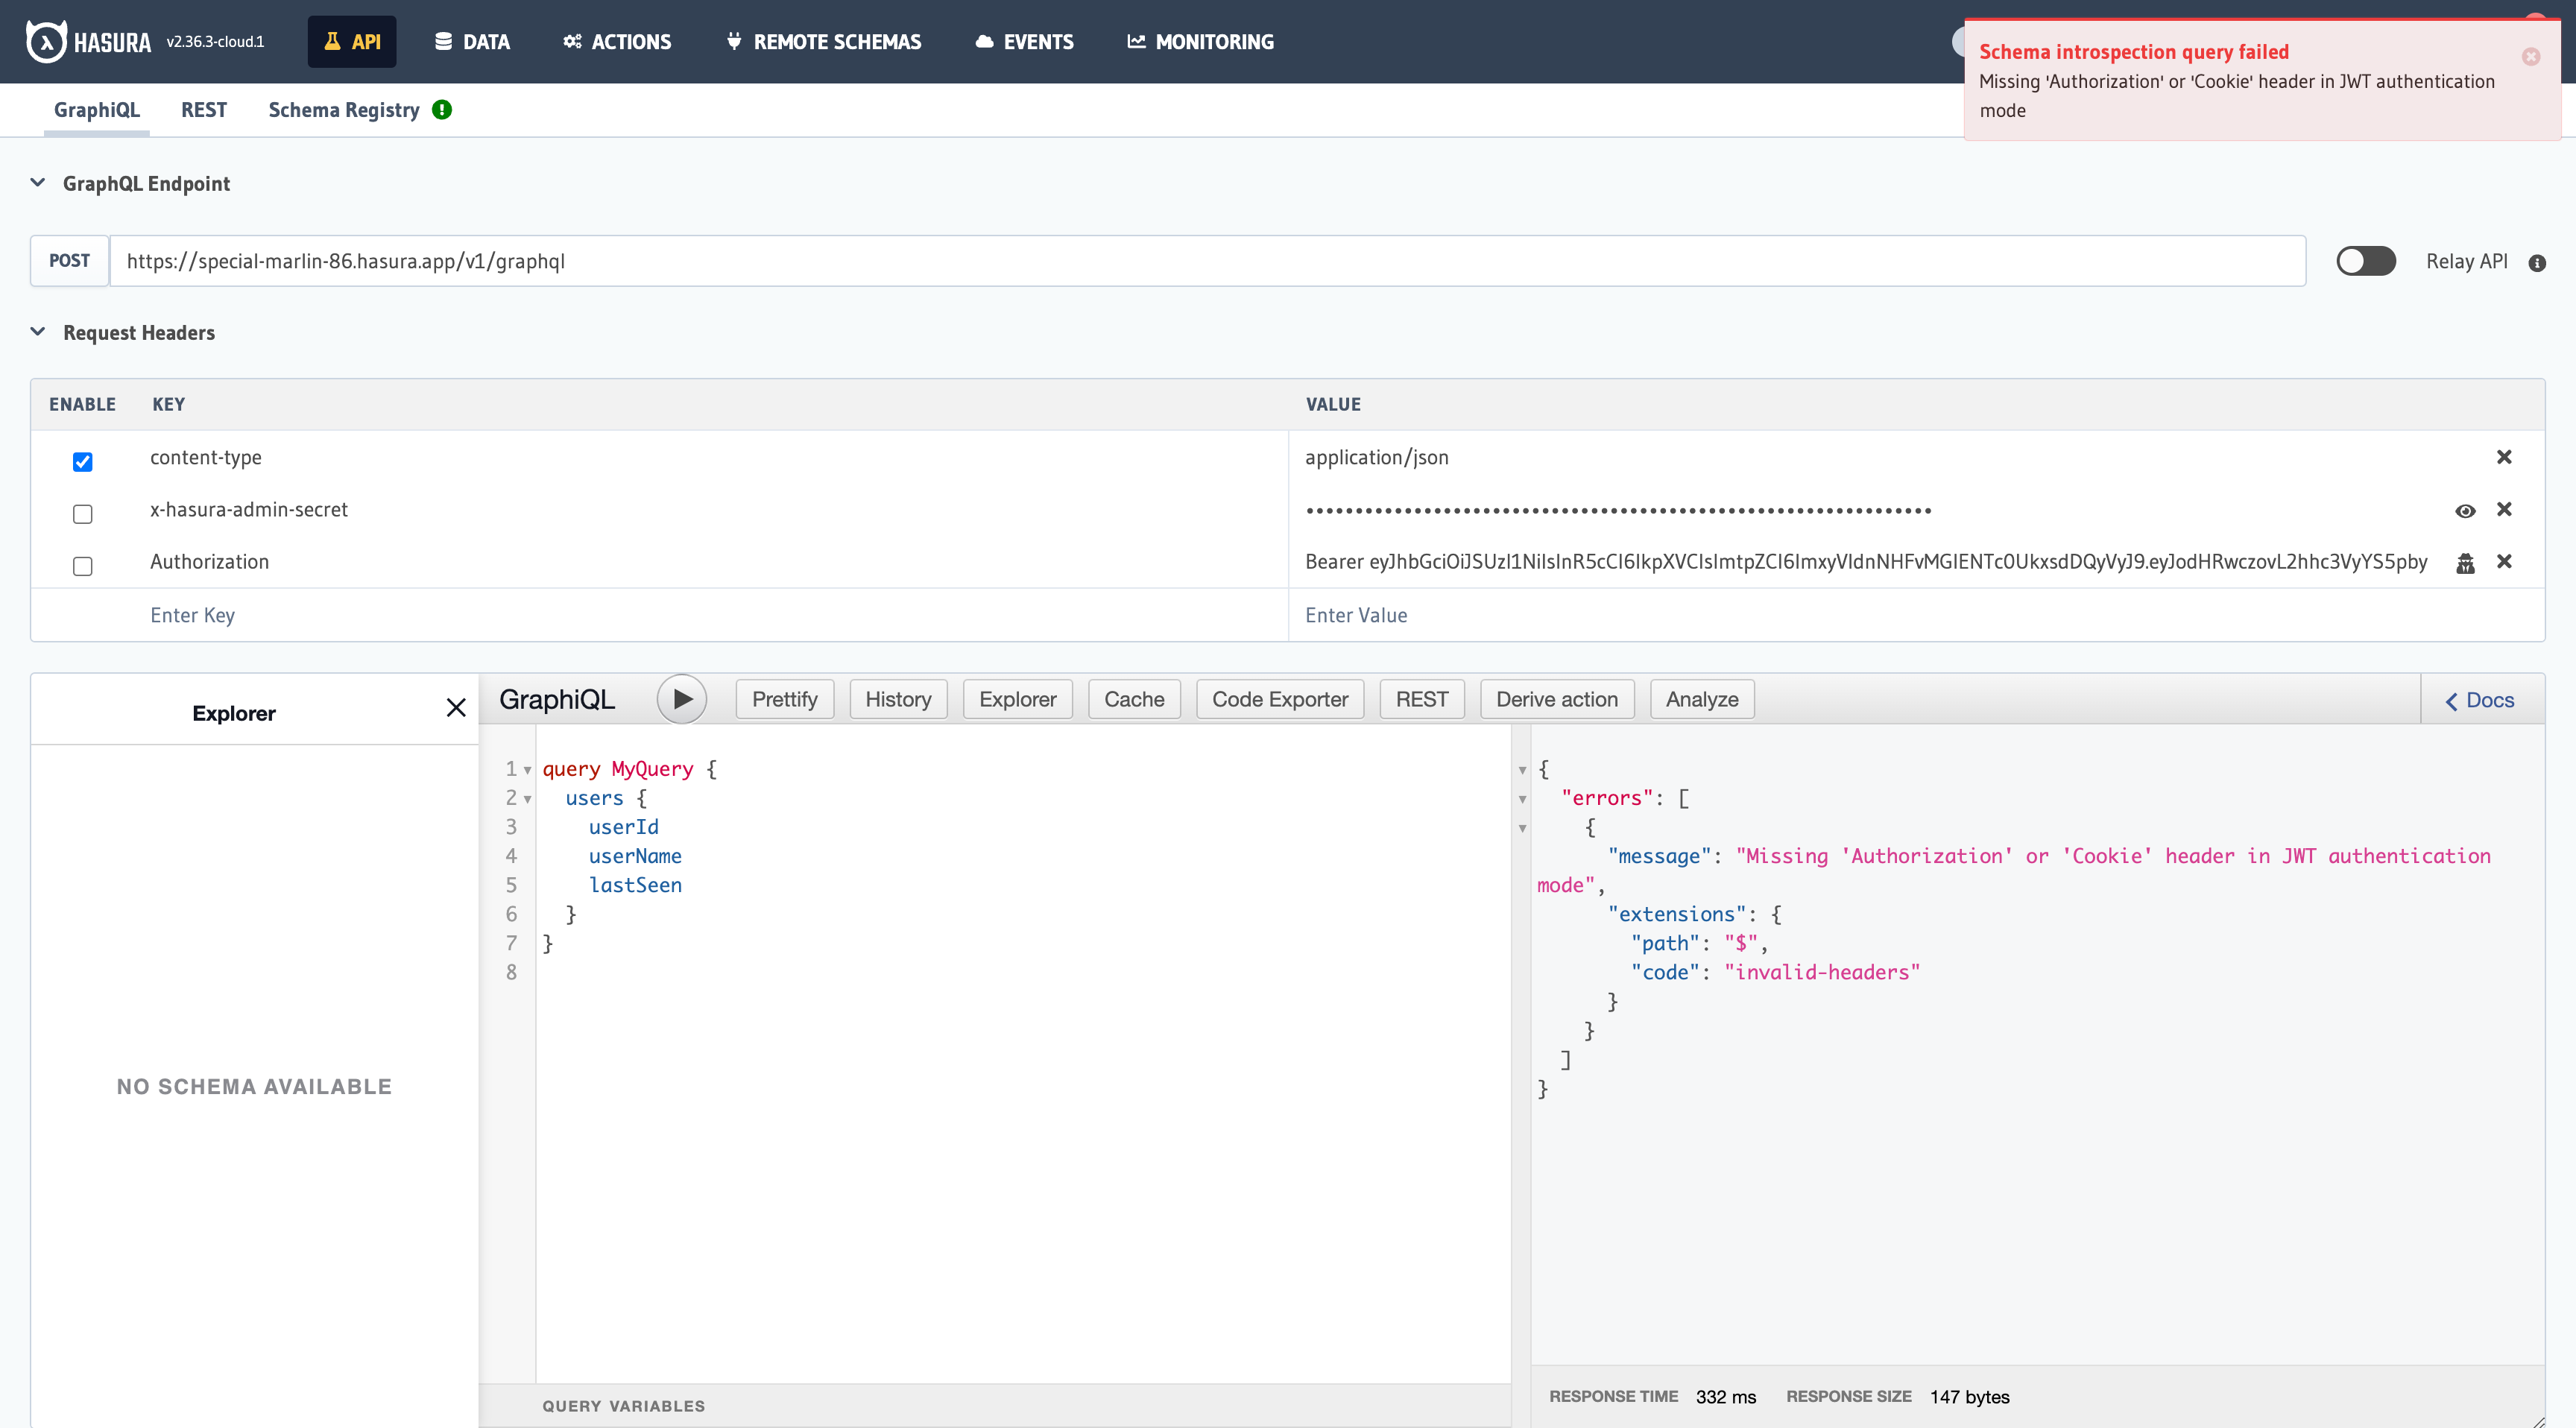 HASURA v2.36.3-cloud.1 API DATA ACTIONS REMOTE SCHEMAS EVENTS MONITORING
Schema introspection query failed
Missing 'Authorization' or 'Cookie' header in JWT authentication
mode
GraphiQL REST Schema Registry
GraphQL Endpoint
POST https://special-marlin-86.hasura.app/v1/graphql Relay API
Request Headers
ENABLE KEY VALUE
content-type application/json
x-hasura-admin-secret ••••••••••••••••••••••••••••••••••••••••••••••••••••••••••••••••
Authorization Bearer eyJhbGciOiJSUzI1NiIsInR5cCI6IkpXVCIsImtpZCI6ImxyVldnNHFvMGlENTc0UkxsdDQyVyJ9.eyJodHRwczovL2hhc3VyYS5pby
Enter Key Enter Value
Explorer
GraphiQL Prettify History Explorer Cache Code Exporter REST Derive action Analyze Docs
NO SCHEMA AVAILABLE
1 query MyQuery {
2 users {
3 userId
4 userName
5 lastSeen
6 }
7 }
8
QUERY VARIABLES
{
"errors": [
{
"message": "Missing 'Authorization' or 'Cookie' header in JWT authentication
mode",
"extensions": {
"path": "$",
"code": "invalid-headers"
}
}
]
}
RESPONSE TIME 332 ms RESPONSE SIZE 147 bytes